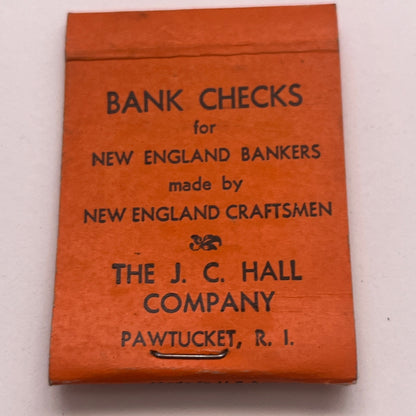 BANK CHECKS
for
NEW ENGLAND BANKERS
made by
NEW ENGLAND CRAFTSMEN
THE J. C. HALL
COMPANY
PAWTUCKET, R. I.